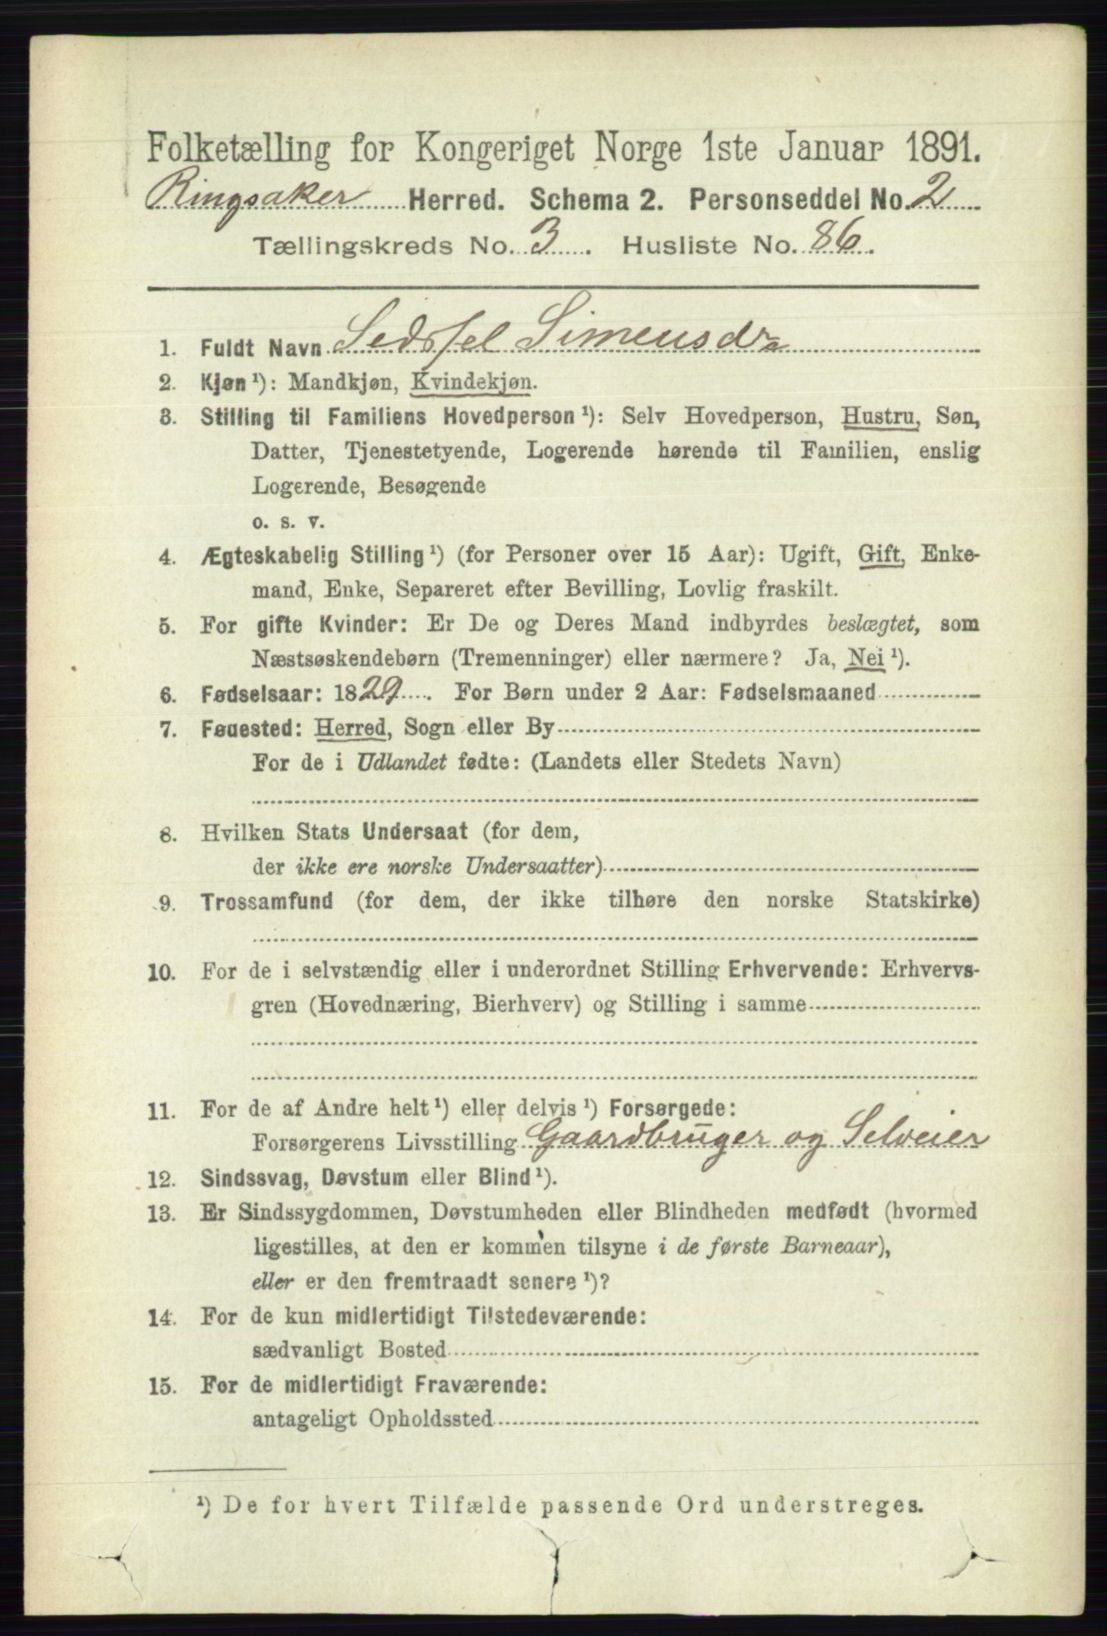 Folketælling for Kongeriget Norge 1ste Januar 1891.
Ringsaker Herred. Schema 2. Personseddel No. 2
Tællingskreds No. 3. Husliste No. 86.
1. Fuldt Navn Simensdr
2. Kjøn ¹): Mandkjøn, Kvindekjøn.
3. Stilling til Familiens Hovedperson ¹): Selv Hovedperson, Hustru, Søn,
Datter, Tjenestetyende, Logerende hørende til Familien, enslig
Logerende, Besøgende
o. s. v.
4. Ægteskabelig Stilling ¹) (for Personer over 15 Aar): Ugift, Gift, Enke-
mand, Enke, Separeret efter Bevilling, Lovlig fraskilt.
5. For gifte Kvinder: Er De og Deres Mand indbyrdes beslægtet, som
Næstsøskendebørn (Tremenninger) eller nærmere? Ja, Nei ¹).
6. Fødselsaar: 1829. For Børn under 2 Aar: Fødselsmaaned
7. Føuested: Herred, Sogn eller By
For de i Udlandet fødte: (Landets eller Stedets Navn)
8. Hvilken Stats Undersaat (for dem,
der ikke ere norske Undersaatter)
9. Trossamfund (for dem, der ikke tilhøre den norske Statskirke)
10. For de i selvstændig eller i underordnet Stilling Erhvervende: Erhvervs-
gren (Hovednæring, Bierhverv) og Stilling i samme
11. For de af Andre helt ¹) eller delvis ¹) Forsørgede:
Forsørgerens Livsstilling Gaardbruger og Selveier
12. Sindssvag, Døvstum eller Blind ¹).
13. Er Sindssygdommen, Døvstumheden eller Blindheden medfødt (hvormed
ligestilles, at den er kommen tilsyne i de første Barneaar),
eller er den fremtraadt senere ¹)?
14. For de kun midlertidigt Tilstedeværende:
sædvanligt Bosted
15. For de midlertidigt Fraværende:
antageligt Opholdssted
¹) De for hvert Tilfælde passende Ord understreges.